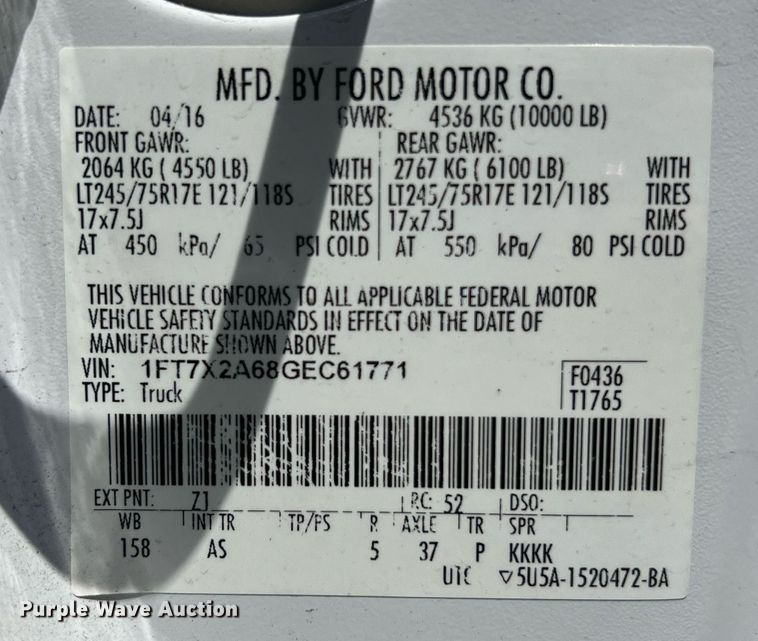 MFD. BY FORD MOTOR CO.
DATE: 04/16 GVWR: 4536 KG (10000 LB)
FRONT GAWR: REAR GAWR:
2064 KG ( 4550 LB) WITH 2767 KG ( 6100 LB) WITH
LT245/75R17E 121/118S TIRES LT245/75R17E 121/118S TIRES
17x7.5J RIMS 17x7.5J RIMS
AT 450 kPa/ 65 PSI COLD AT 550 kPa/ 80 PSI COLD
THIS VEHICLE CONFORMS TO ALL APPLICABLE FEDERAL MOTOR
VEHICLE SAFETY STANDARDS IN EFFECT ON THE DATE OF
MANUFACTURE SHOWN ABOVE.
VIN: 1FT7X2A68GEC61771 F0436
TYPE: Truck T1765
EXT PNT: Z1 RC: 52 DSO:
WB INT TR TP/PS R AXLE TR SPR
158 AS 5 37 P KKKK
UTC ▽5U5A-1520472-BA
Purple Wave Auction